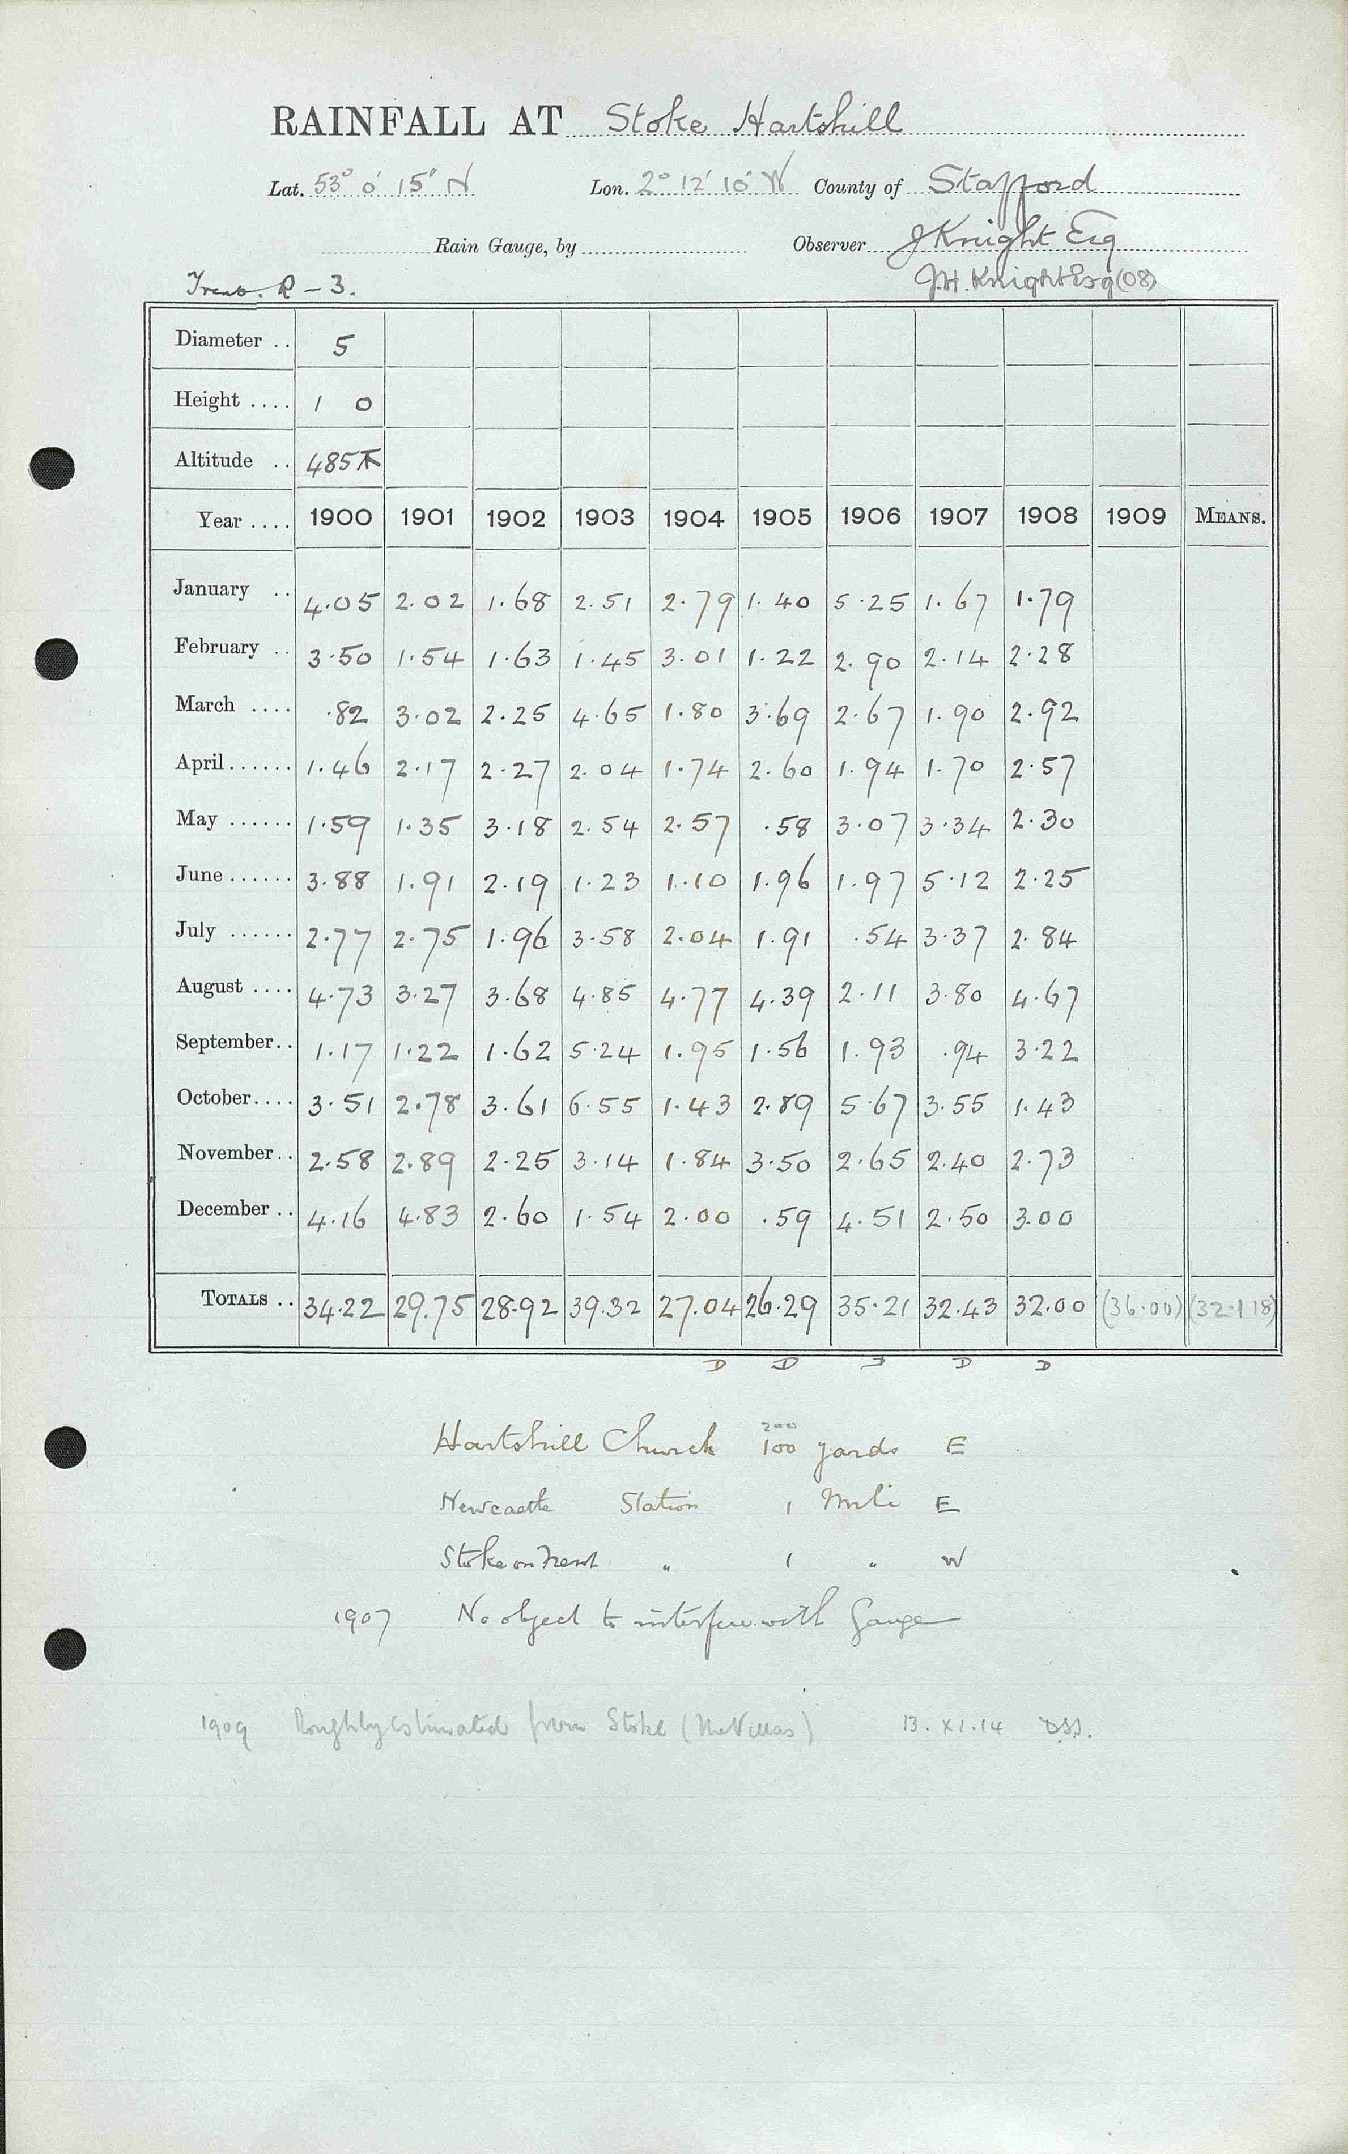 RAINFALL AT Stoke Hartshill
Lat. 53° 0' 15" N Lon. 2° 12' 10" W County of Stafford
Rain Gauge, by Observer J Knight Esq
Trent. R - 3. J.H. Knight Esq (08)
Diameter .. 5
Height .... 1 0
Altitude .. 485
Year .... 1900 1901 1902 1903 1904 1905 1906 1907 1908 1909 MEANS.
January .. 4.05 2.02 1.68 2.51 2.79 1.40 5.25 1.67 1.79
February .. 3.50 1.54 1.63 1.45 3.01 1.22 2.90 2.14 2.28
March .... .82 3.02 2.25 4.65 1.80 3.69 2.67 1.90 2.92
April...... 1.46 2.17 2.27 2.04 1.74 2.60 1.94 1.70 2.57
May ...... 1.59 1.35 3.18 2.54 2.57 .58 3.07 3.34 2.30
June...... 3.88 1.91 2.19 1.23 1.10 1.96 1.97 5.12 2.25
July ...... 2.77 2.75 1.96 3.58 2.04 1.91 .54 3.37 2.84
August .... 4.73 3.27 3.68 4.85 4.77 4.39 2.11 3.80 4.67
September.. 1.17 1.22 1.62 5.24 1.95 1.56 1.93 .94 3.22
October.... 3.51 2.78 3.61 6.55 1.43 2.89 5.67 3.55 1.43
November.. 2.58 2.89 2.25 3.14 1.84 3.50 2.65 2.40 2.73
December .. 4.16 4.83 2.60 1.54 2.00 .59 4.51 2.50 3.00
TOTALS .. 34.22 29.75 28.92 39.32 27.04 26.29 35.21 32.43 32.00 (36.00) (32.118)
D D D D
200
Hartshill Church 100 yards E
Newcastle Station 1 Mile E
Stoke on Trent " 1 " W
1907 No object to interfere with Gauge
1909 Roughly estimated from Stoke (The Villas) 13.XI.14